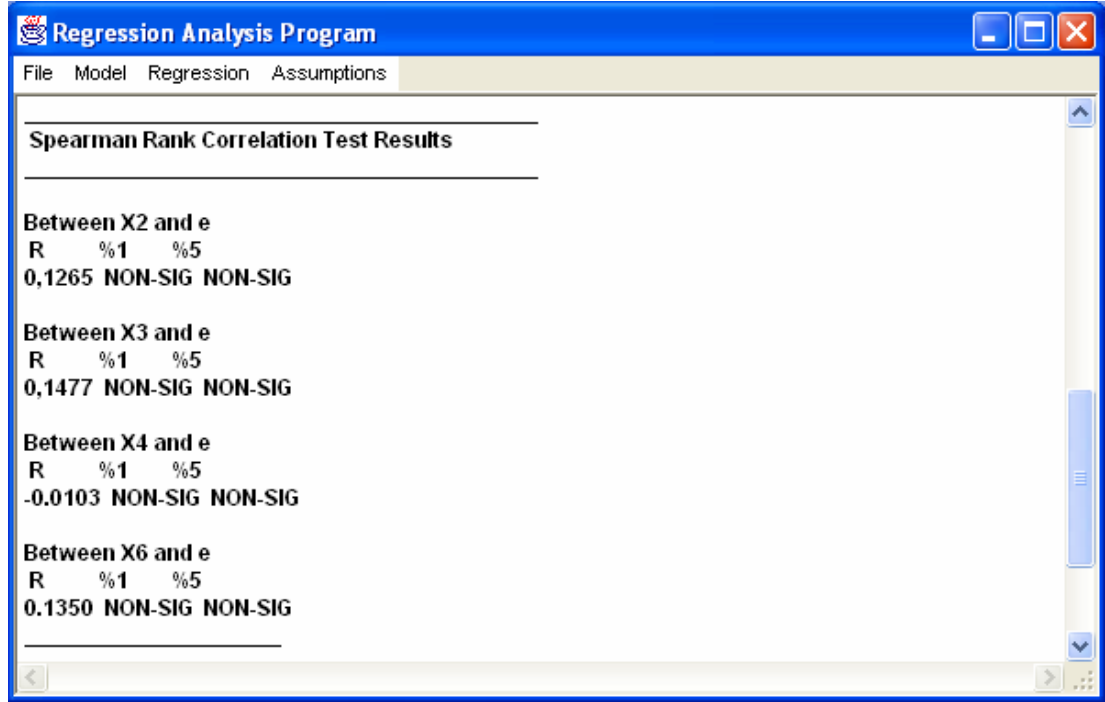 Regression Analysis Program
File Model Regression Assumptions
Spearman Rank Correlation Test Results
Between X2 and e
R %1 %5
0,1265 NON-SIG NON-SIG
Between X3 and e
R %1 %5
0,1477 NON-SIG NON-SIG
Between X4 and e
R %1 %5
-0.0103 NON-SIG NON-SIG
Between X6 and e
R %1 %5
0.1350 NON-SIG NON-SIG